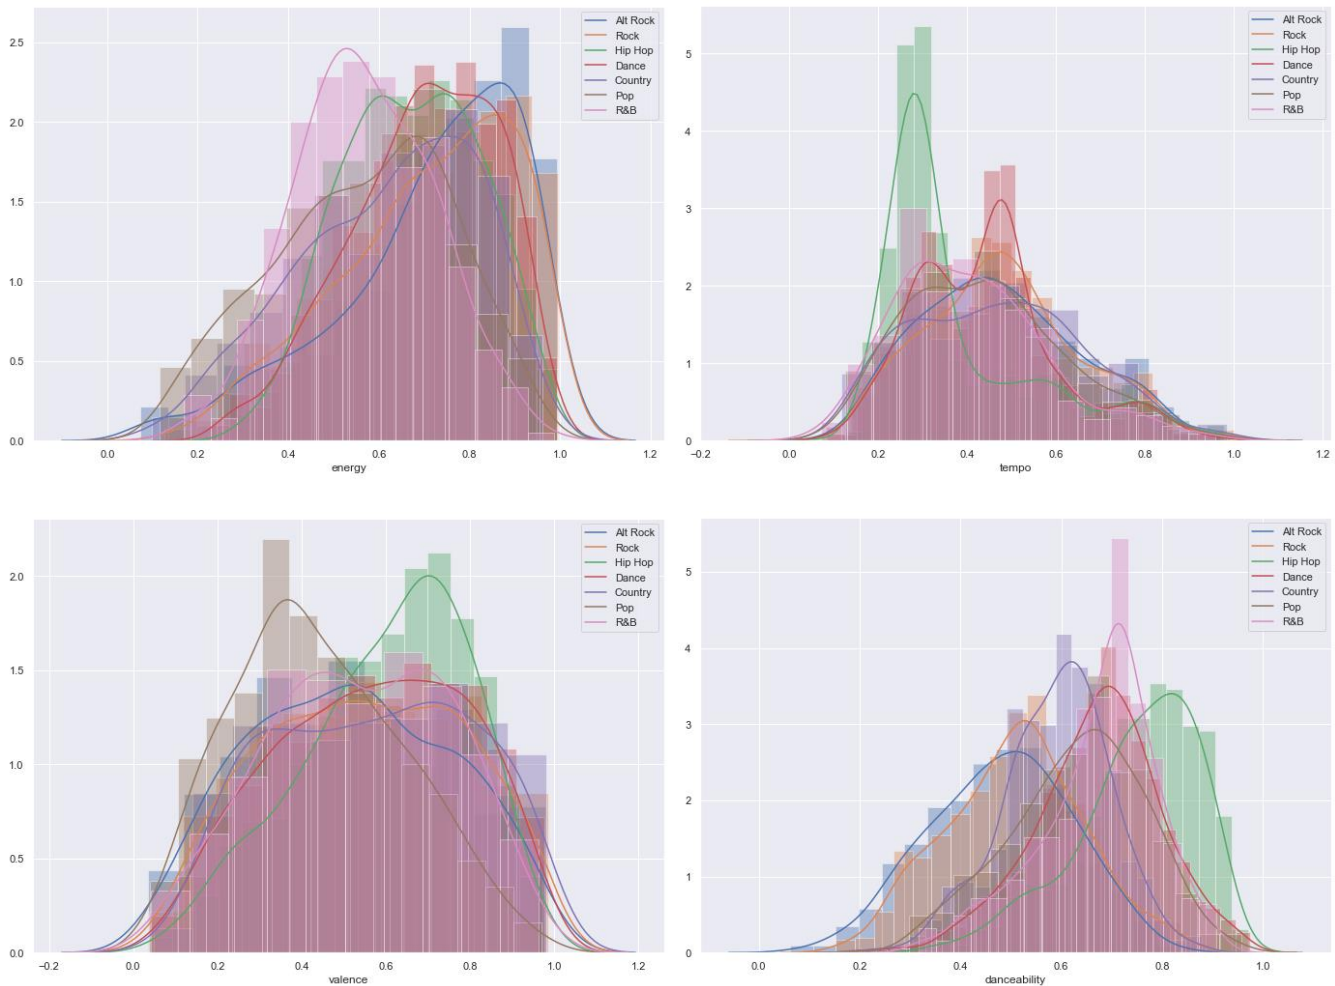 Alt Rock
Rock
Hip Hop
Dance
Country
Pop
R&B
2.5
2.0
1.5
1.0
0.5
0.0
0.0 0.2 0.4 0.6 0.8 1.0 1.2
energy
Alt Rock
Rock
Hip Hop
Dance
Country
Pop
R&B
5
4
3
2
1
0
−0.2 0.0 0.2 0.4 0.6 0.8 1.0 1.2
tempo
Alt Rock
Rock
Hip Hop
Dance
Country
Pop
R&B
2.0
1.5
1.0
0.5
0.0
−0.2 0.0 0.2 0.4 0.6 0.8 1.0 1.2
valence
Alt Rock
Rock
Hip Hop
Dance
Country
Pop
R&B
5
4
3
2
1
0
0.0 0.2 0.4 0.6 0.8 1.0
danceability